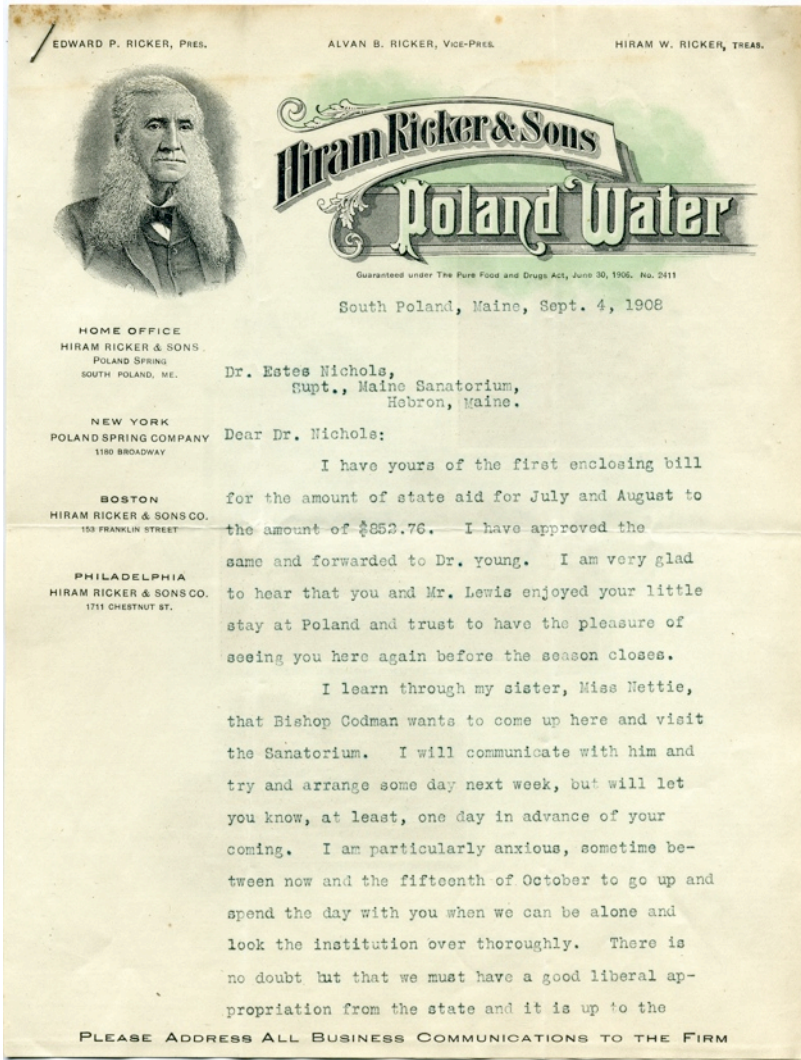 EDWARD P. RICKER, PRES.
ALVAN B. RICKER, VICE-PRES.
HIRAM W. RICKER, TREAS.
Hiram Ricker & Sons
Poland Water
Guaranteed under The Pure Food and Drugs Act, June 30, 1906. No. 2411
South Poland, Maine, Sept. 4, 1908
HOME OFFICE
HIRAM RICKER & SONS
POLAND SPRING
SOUTH POLAND, ME.
NEW YORK
POLAND SPRING COMPANY
1180 BROADWAY
BOSTON
HIRAM RICKER & SONS CO.
153 FRANKLIN STREET
PHILADELPHIA
HIRAM RICKER & SONS CO.
1711 CHESTNUT ST.
Dr. Estes Nichols,
Supt., Maine Sanatorium,
Hebron, Maine.
Dear Dr. Nichols:
I have yours of the first enclosing bill
for the amount of state aid for July and August to
the amount of $852.76. I have approved the
same and forwarded to Dr. Young. I am very glad
to hear that you and Mr. Lewis enjoyed your little
stay at Poland and trust to have the pleasure of
seeing you here again before the season closes.
I learn through my sister, Miss Nettie,
that Bishop Codman wants to come up here and visit
the Sanatorium. I will communicate with him and
try and arrange some day next week, but will let
you know, at least, one day in advance of your
coming. I am particularly anxious, sometime be-
tween now and the fifteenth of October to go up and
spend the day with you when we can be alone and
look the institution over thoroughly. There is
no doubt but that we must have a good liberal ap-
propriation from the state and it is up to the
PLEASE ADDRESS ALL BUSINESS COMMUNICATIONS TO THE FIRM